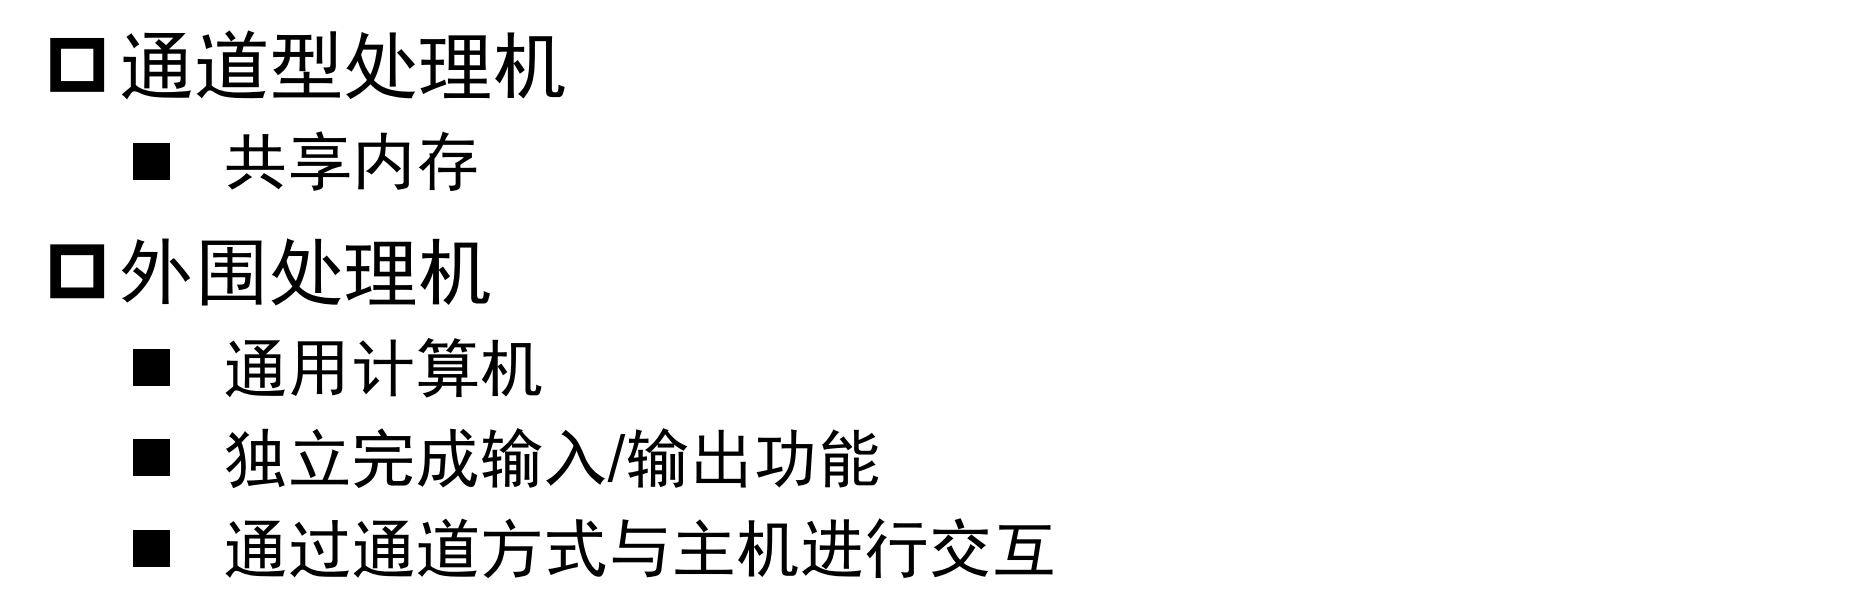 通道型处理机
共享内存
外围处理机
通用计算机
独立完成输入/输出功能
通过通道方式与主机进行交互